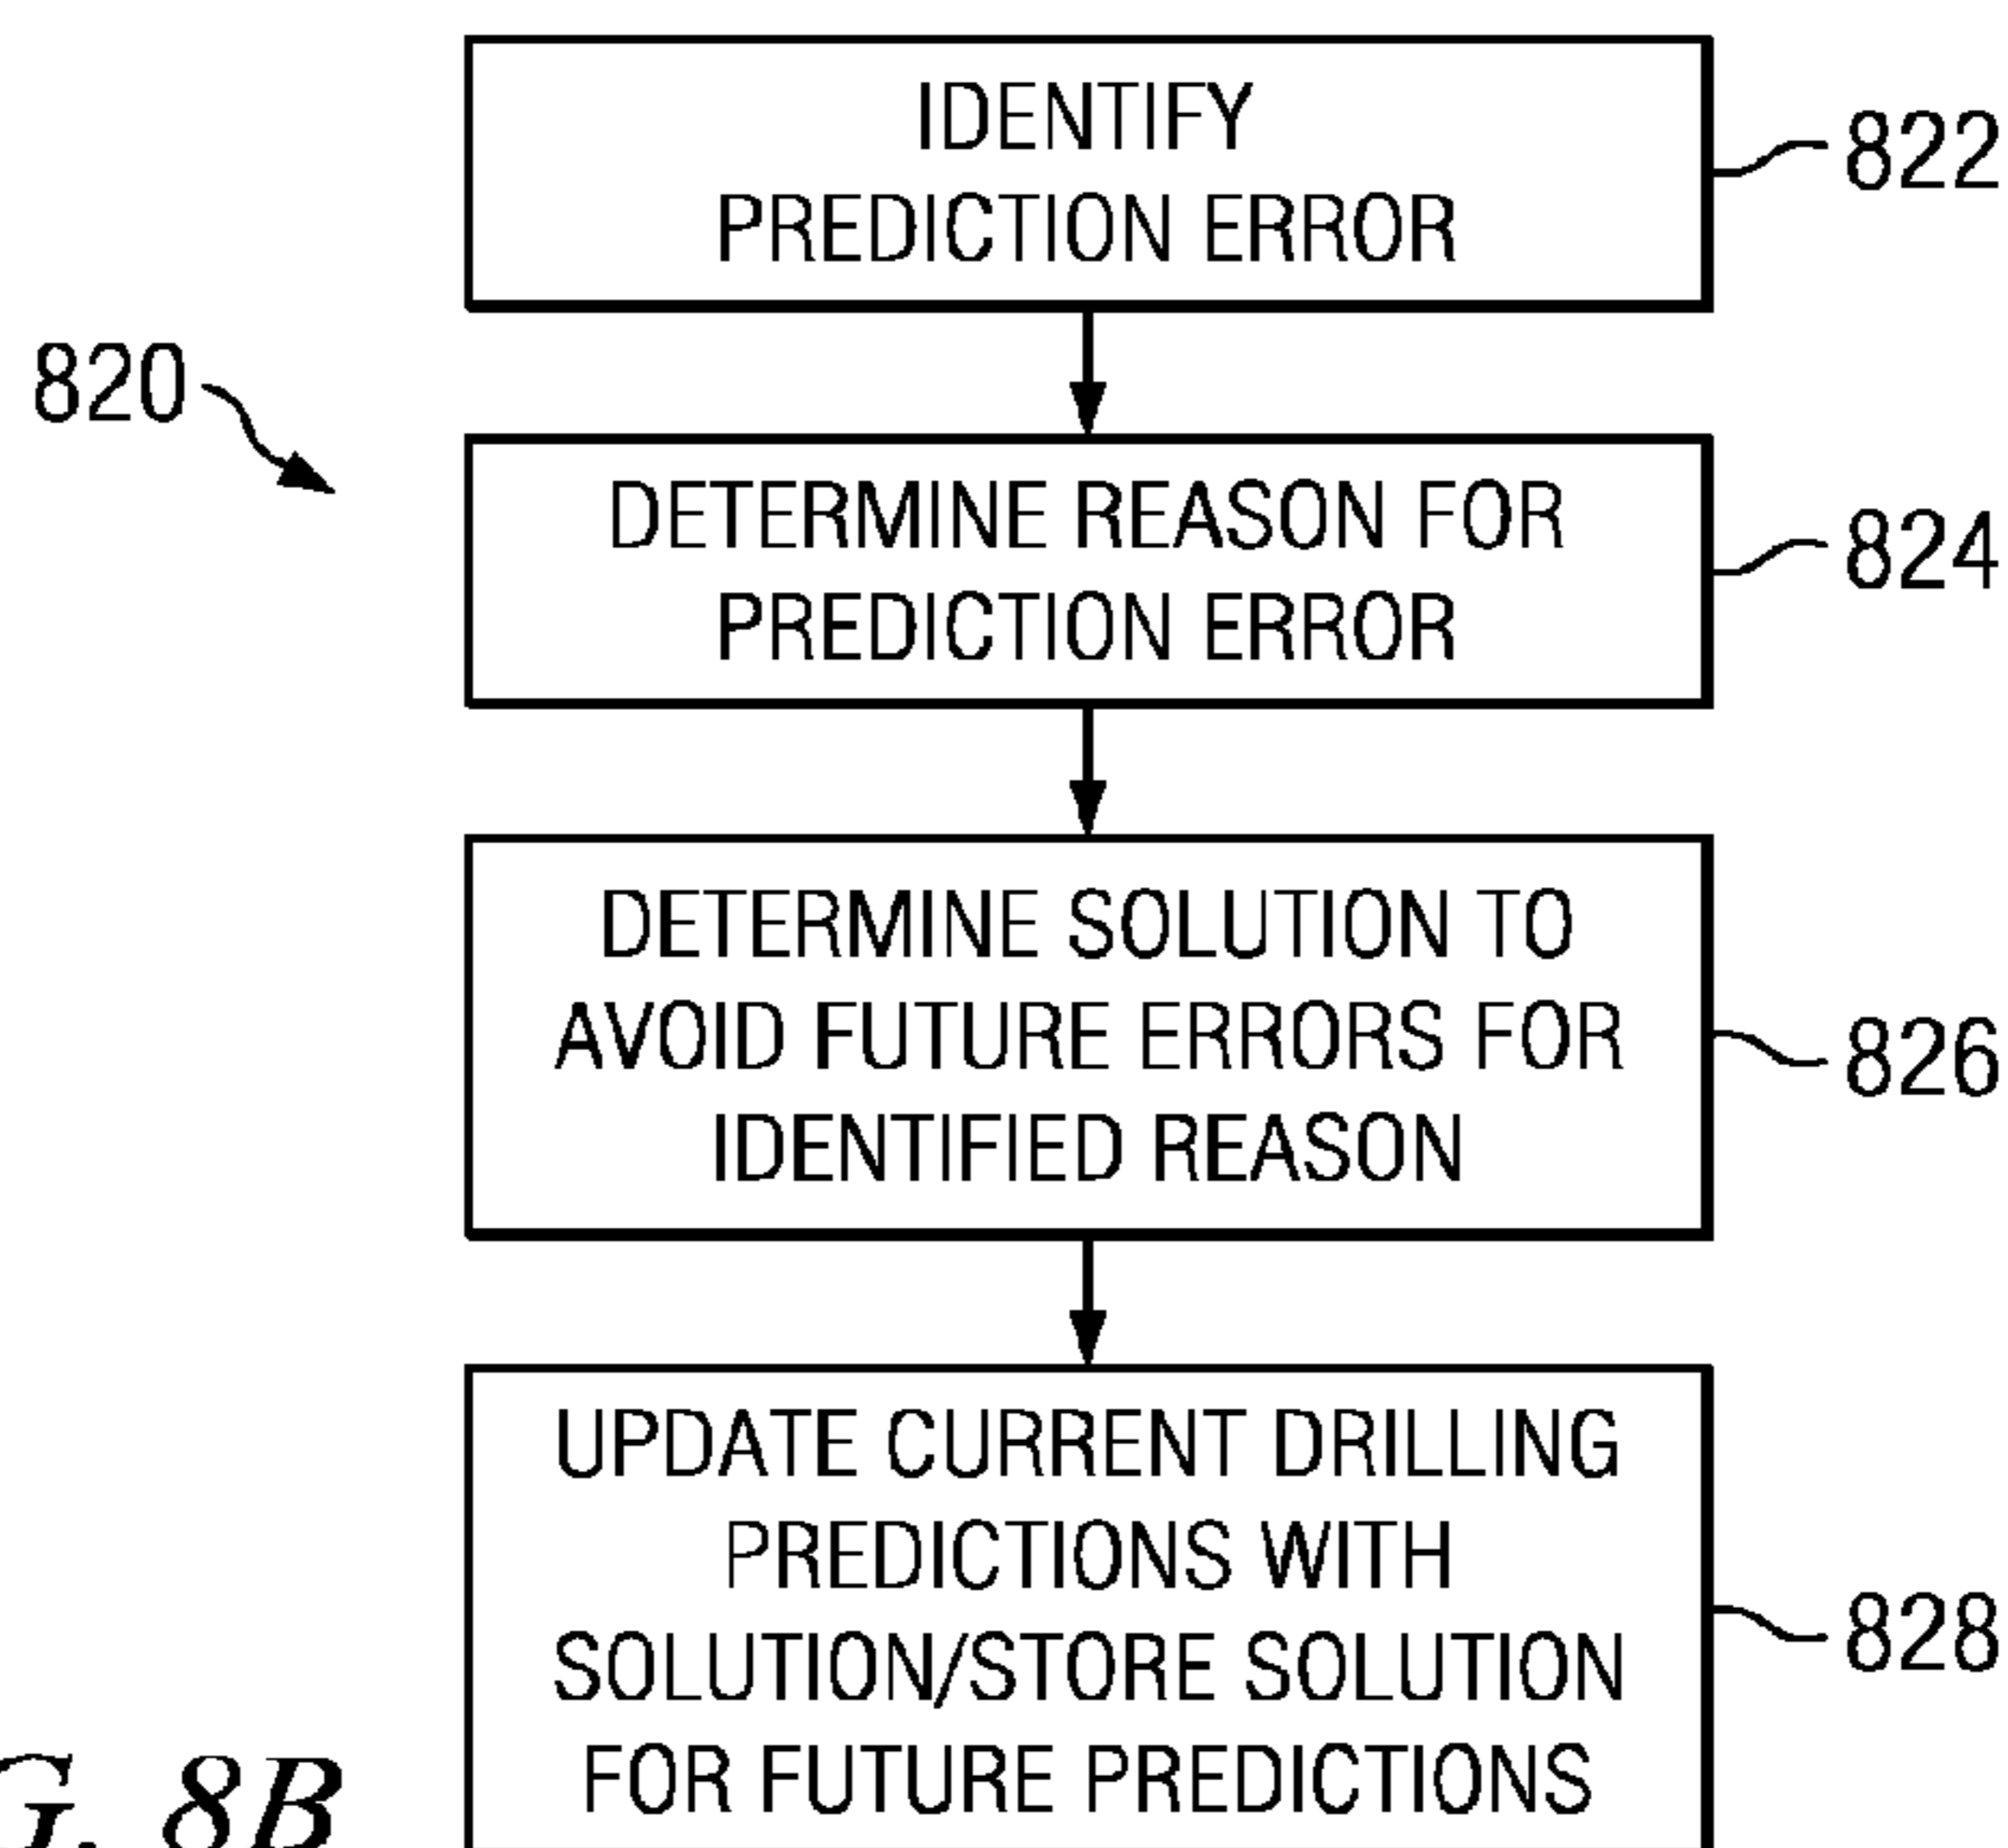 IDENTIFY
PREDICTION ERROR
822
820
DETERMINE REASON FOR
PREDICTION ERROR
824
DETERMINE SOLUTION TO
AVOID FUTURE ERRORS FOR
IDENTIFIED REASON
826
UPDATE CURRENT DRILLING
PREDICTIONS WITH
SOLUTION/STORE SOLUTION
FOR FUTURE PREDICTIONS
828
G. 8B